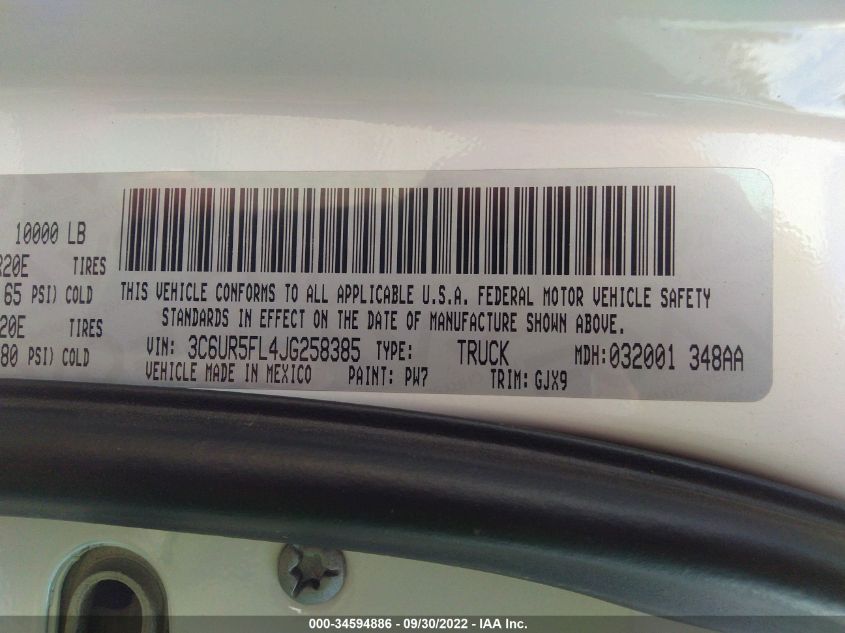 10000 LB
R20E TIRES
65 PSI) COLD
20E TIRES
80 PSI) COLD
THIS VEHICLE CONFORMS TO ALL APPLICABLE U.S.A. FEDERAL MOTOR VEHICLE SAFETY
STANDARDS IN EFFECT ON THE DATE OF MANUFACTURE SHOWN ABOVE.
VIN: 3C6UR5FL4JG258385 TYPE: TRUCK MDH:032001 348AA
VEHICLE MADE IN MEXICO PAINT: PW7 TRIM: GJX9
000-34594886 - 09/30/2022 - IAA Inc.